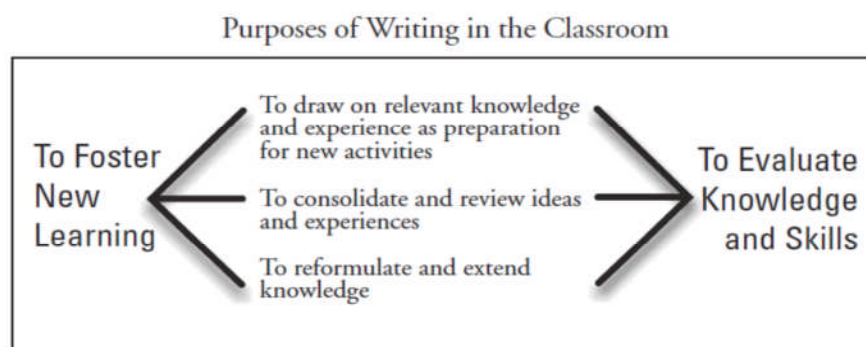 Purposes of Writing in the Classroom
To Foster
New
Learning
To draw on relevant knowledge
and experience as preparation
for new activities
To consolidate and review ideas
and experiences
To reformulate and extend
knowledge
To Evaluate
Knowledge
and Skills